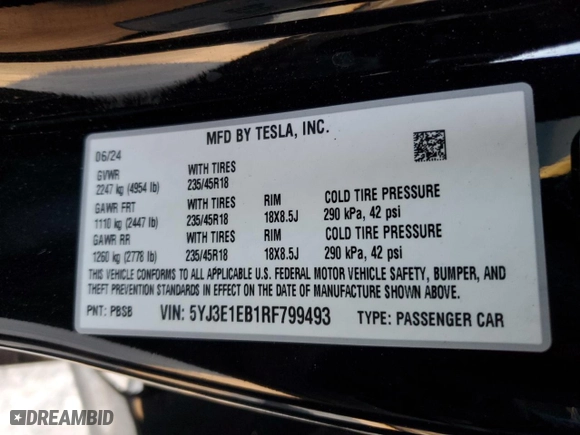 MFD BY TESLA, INC.
06/24
GVWR WITH TIRES
2247 kg (4954 lb) 235/45R18
GAWR FRT WITH TIRES RIM COLD TIRE PRESSURE
1110 kg (2447 lb) 235/45R18 18X8.5J 290 kPa, 42 psi
GAWR RR WITH TIRES RIM COLD TIRE PRESSURE
1260 kg (2778 lb) 235/45R18 18X8.5J 290 kPa, 42 psi
THIS VEHICLE CONFORMS TO ALL APPLICABLE U.S. FEDERAL MOTOR VEHICLE SAFETY, BUMPER, AND
THEFT PREVENTION STANDARDS IN EFFECT ON THE DATE OF MANUFACTURE SHOWN ABOVE.
PNT: PBSB VIN: 5YJ3E1EB1RF799493 TYPE: PASSENGER CAR
DREAMBID